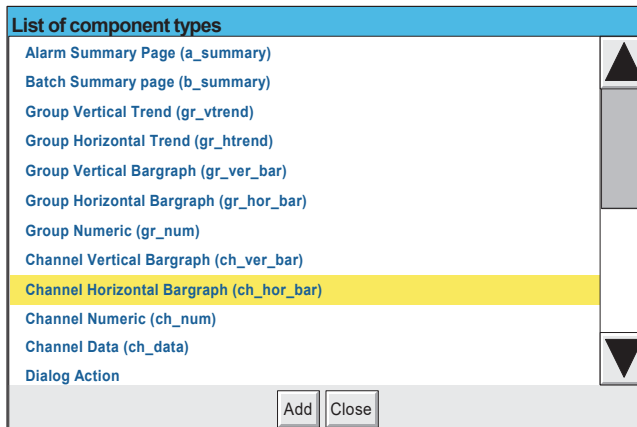 List of component types
Alarm Summary Page (a_summary)
Batch Summary page (b_summary)
Group Vertical Trend (gr_vtrend)
Group Horizontal Trend (gr_htrend)
Group Vertical Bargraph (gr_ver_bar)
Group Horizontal Bargraph (gr_hor_bar)
Group Numeric (gr_num)
Channel Vertical Bargraph (ch_ver_bar)
Channel Horizontal Bargraph (ch_hor_bar)
Channel Numeric (ch_num)
Channel Data (ch_data)
Dialog Action
Add Close